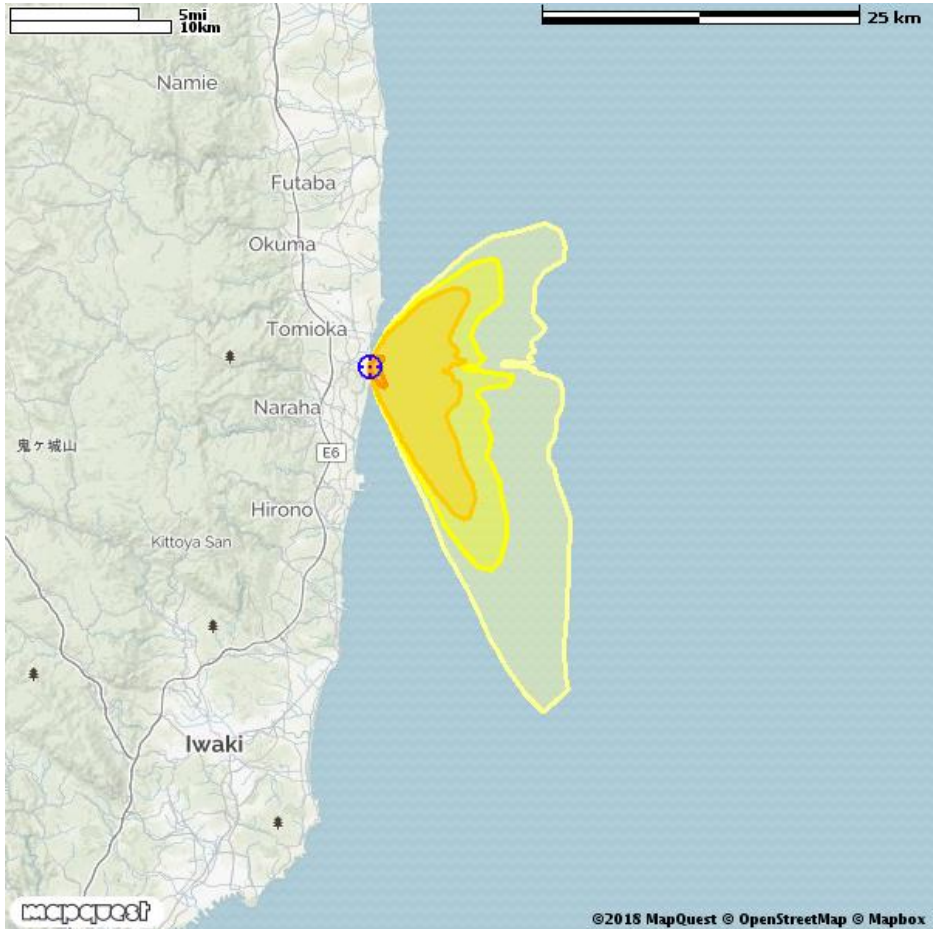 5mi
10km
25 km
Namie
Futaba
Okuma
Tomioka
Naraha
鬼ケ城山
E6
Hirono
Kittoya San
Iwaki
mapquest
©2018 MapQuest © OpenStreetMap © Mapbox